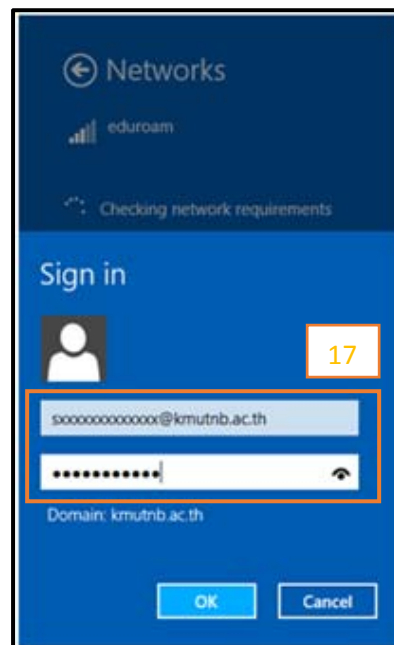 Networks
eduroam
Checking network requirements
Sign in
17
sxxxxxxxxxxxxx@kmutnb.ac.th
●●●●●●●●●●●
Domain: kmutnb.ac.th
OK Cancel